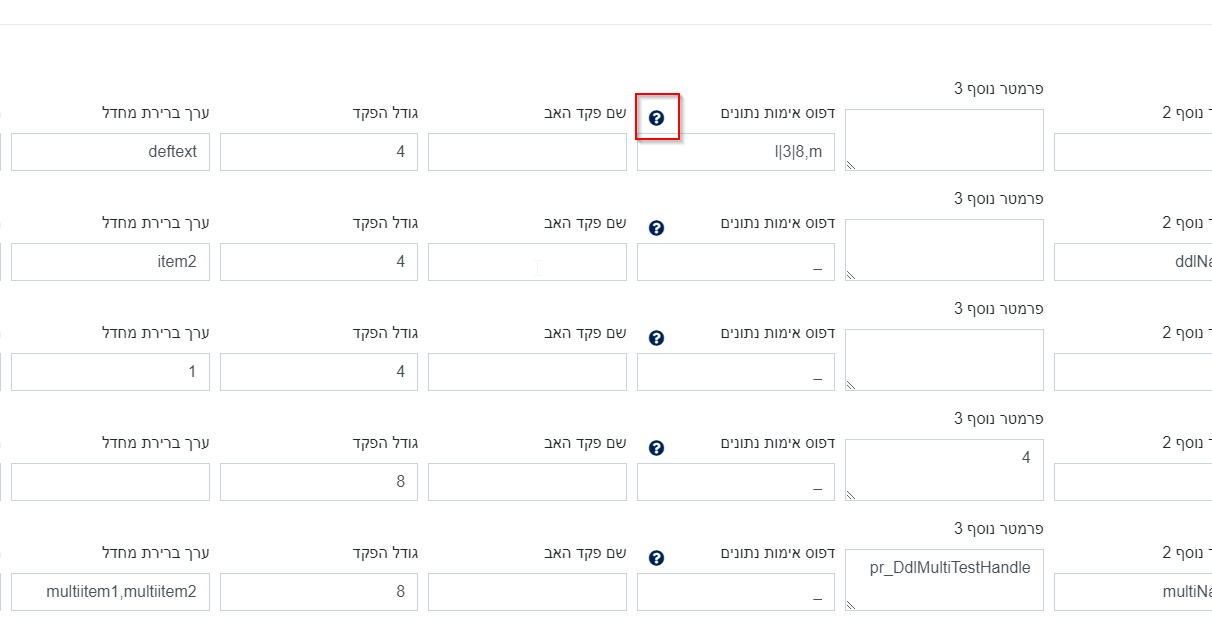 פרמטר נוסף 3
נוסף 2 דפוס אימות נתונים ? שם פקד האב גודל הפקד ערך ברירת מחדל
l|3|8,m 4 deftext
פרמטר נוסף 3
נוסף 2 דפוס אימות נתונים ? שם פקד האב גודל הפקד ערך ברירת מחדל
ddlNa _ 4 item2
פרמטר נוסף 3
נוסף 2 דפוס אימות נתונים ? שם פקד האב גודל הפקד ערך ברירת מחדל
_ 4 1
פרמטר נוסף 3
נוסף 2 דפוס אימות נתונים ? שם פקד האב גודל הפקד ערך ברירת מחדל
4 _ 8
פרמטר נוסף 3
נוסף 2 דפוס אימות נתונים ? שם פקד האב גודל הפקד ערך ברירת מחדל
multiNa pr_DdlMultiTestHandle _ 8 multiitem1,multiitem2